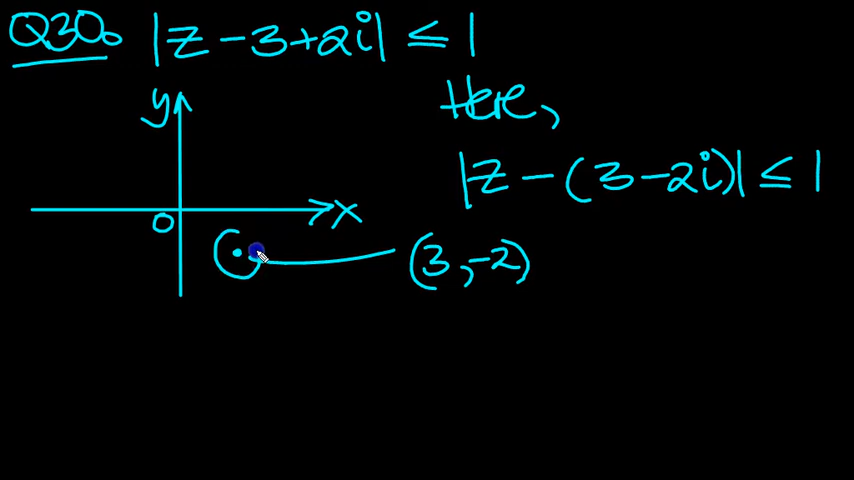 Q30. |z-3+2i| ≤ 1
Here,
|z-(3-2i)| ≤ 1
y
x
0
(3,-2)